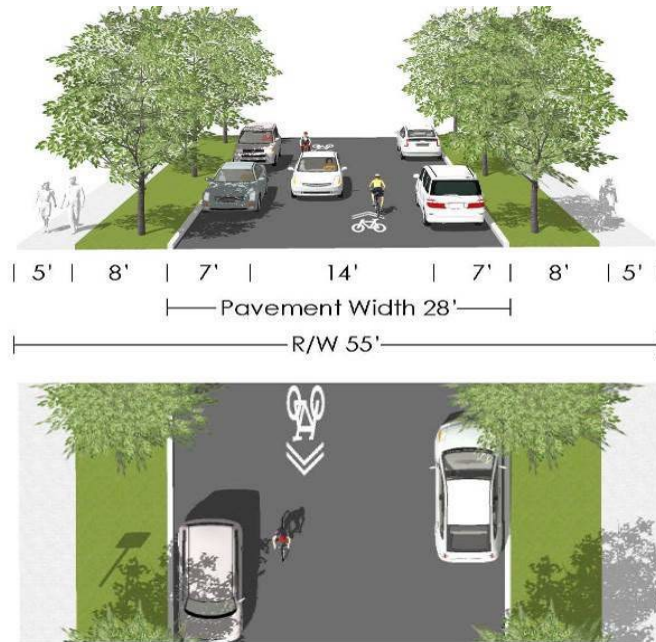 | 5' | 8' | 7' | 14' | 7' | 8' | 5' |
Pavement Width 28'
R/W 55'